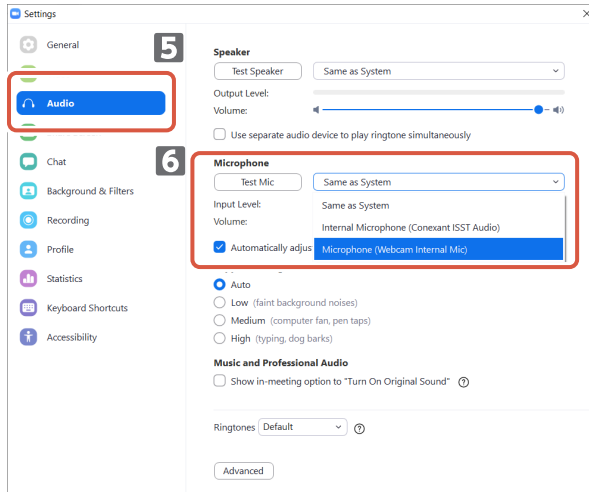 Settings
General
5
Audio
Chat
Background & Filters
Recording
Profile
Statistics
Keyboard Shortcuts
Accessibility
Speaker
Test Speaker Same as System
Output Level:
Volume:
Use separate audio device to play ringtone simultaneously
6
Microphone
Test Mic Same as System
Input Level: Same as System
Internal Microphone (Conexant ISST Audio)
Volume:
Automatically adjus Microphone (Webcam Internal Mic)
Auto
Low (faint background noises)
Medium (computer fan, pen taps)
High (typing, dog barks)
Music and Professional Audio
Show in-meeting option to "Turn On Original Sound" ?
Ringtones Default ?
Advanced